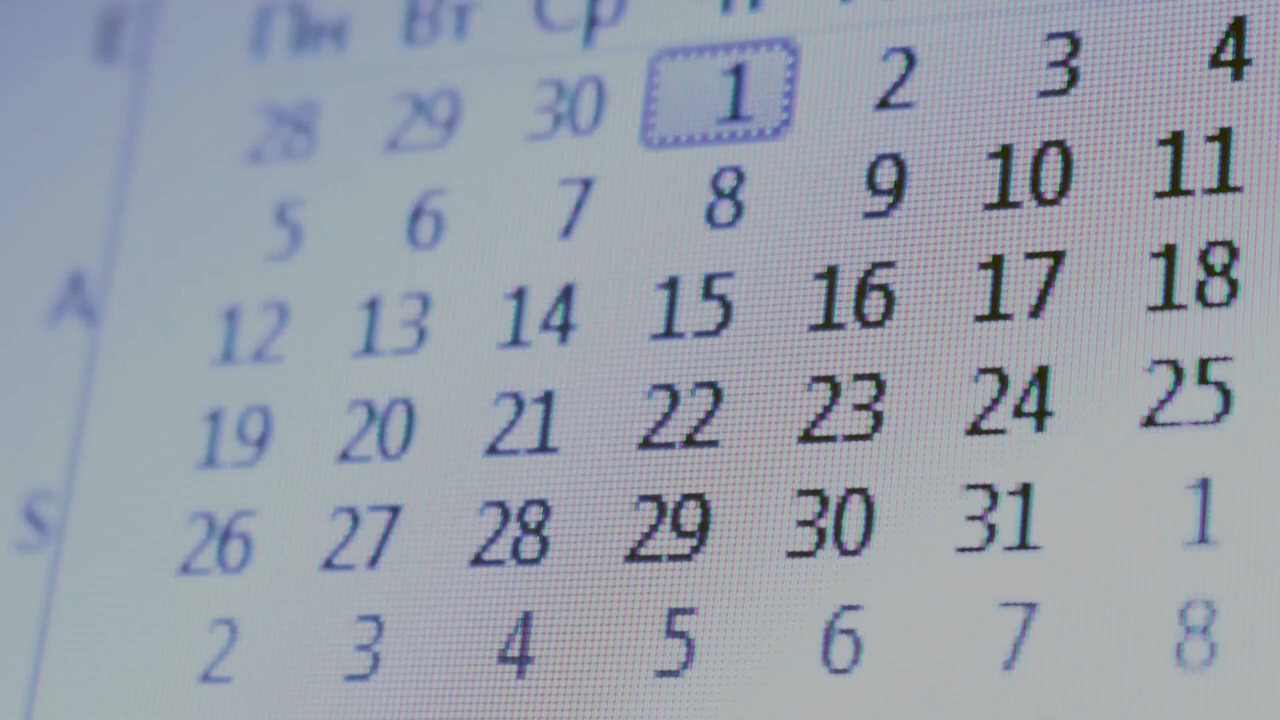 Пн Вт Ср
28 29 30 1 2 3 4
5 6 7 8 9 10 11
A
12 13 14 15 16 17 18
19 20 21 22 23 24 25
S
26 27 28 29 30 31 1
2 3 4 5 6 7 8